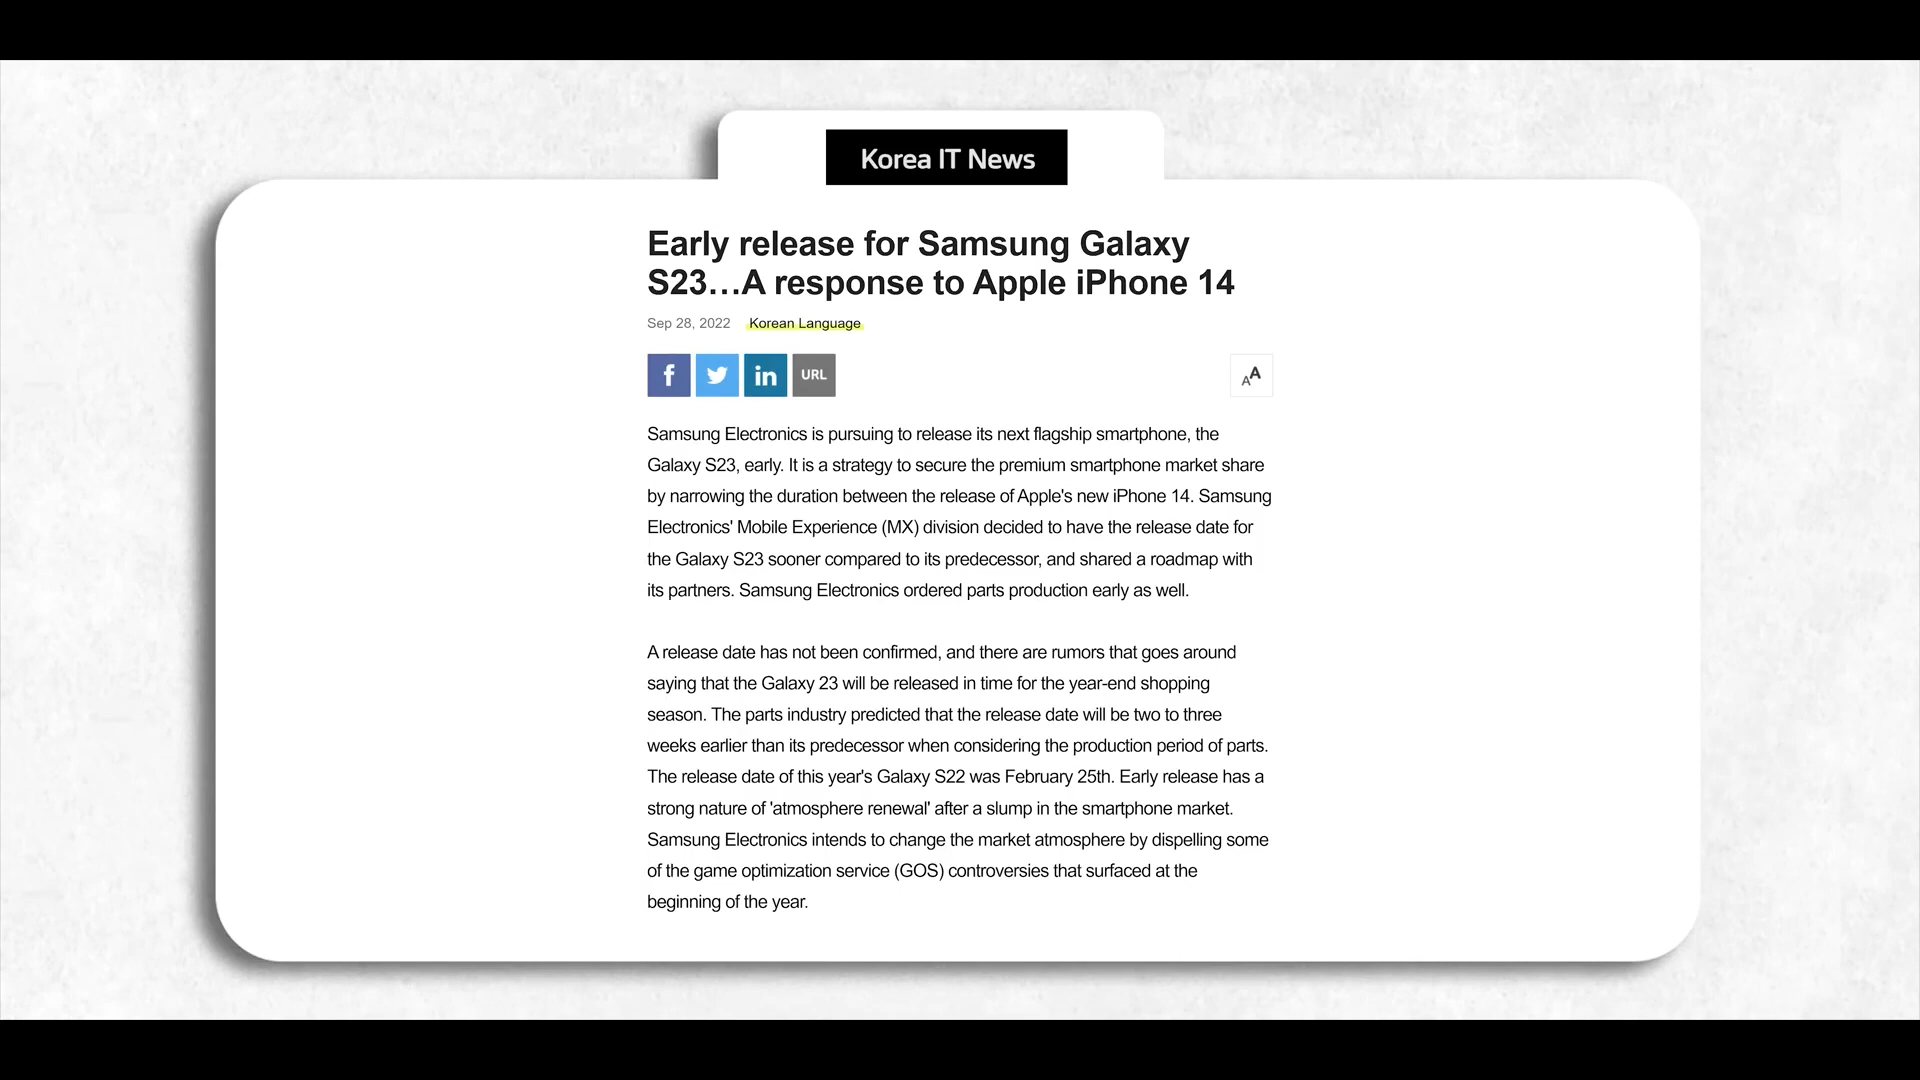 Korea IT News
Early release for Samsung Galaxy
S23...A response to Apple iPhone 14
Sep 28, 2022 Korean Language
f in URL AA
Samsung Electronics is pursuing to release its next flagship smartphone, the
Galaxy S23, early. It is a strategy to secure the premium smartphone market share
by narrowing the duration between the release of Apple's new iPhone 14. Samsung
Electronics' Mobile Experience (MX) division decided to have the release date for
the Galaxy S23 sooner compared to its predecessor, and shared a roadmap with
its partners. Samsung Electronics ordered parts production early as well.
A release date has not been confirmed, and there are rumors that goes around
saying that the Galaxy 23 will be released in time for the year-end shopping
season. The parts industry predicted that the release date will be two to three
weeks earlier than its predecessor when considering the production period of parts.
The release date of this year's Galaxy S22 was February 25th. Early release has a
strong nature of 'atmosphere renewal' after a slump in the smartphone market.
Samsung Electronics intends to change the market atmosphere by dispelling some
of the game optimization service (GOS) controversies that surfaced at the
beginning of the year.